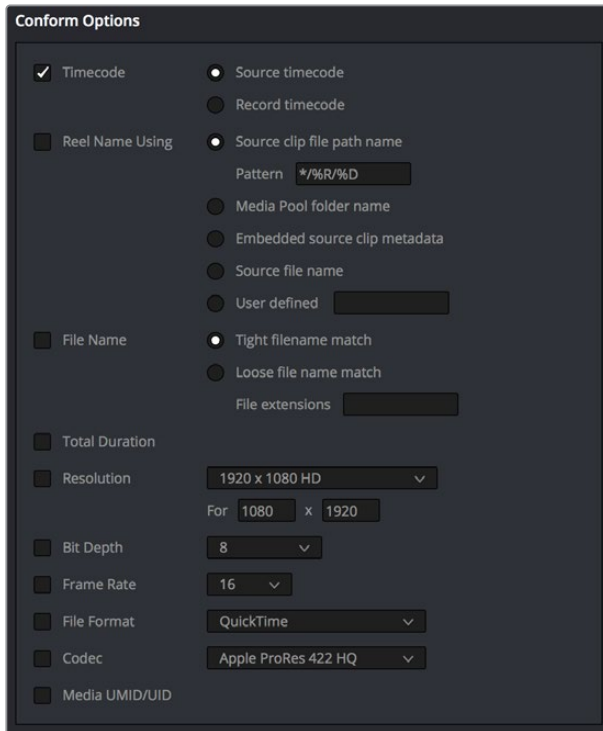 Conform Options
Timecode Source timecode
Record timecode
Reel Name Using Source clip file path name
Pattern */%R/%D
Media Pool folder name
Embedded source clip metadata
Source file name
User defined
File Name Tight filename match
Loose file name match
File extensions
Total Duration
Resolution 1920 x 1080 HD
For 1080 x 1920
Bit Depth 8
Frame Rate 16
File Format QuickTime
Codec Apple ProRes 422 HQ
Media UMID/UID